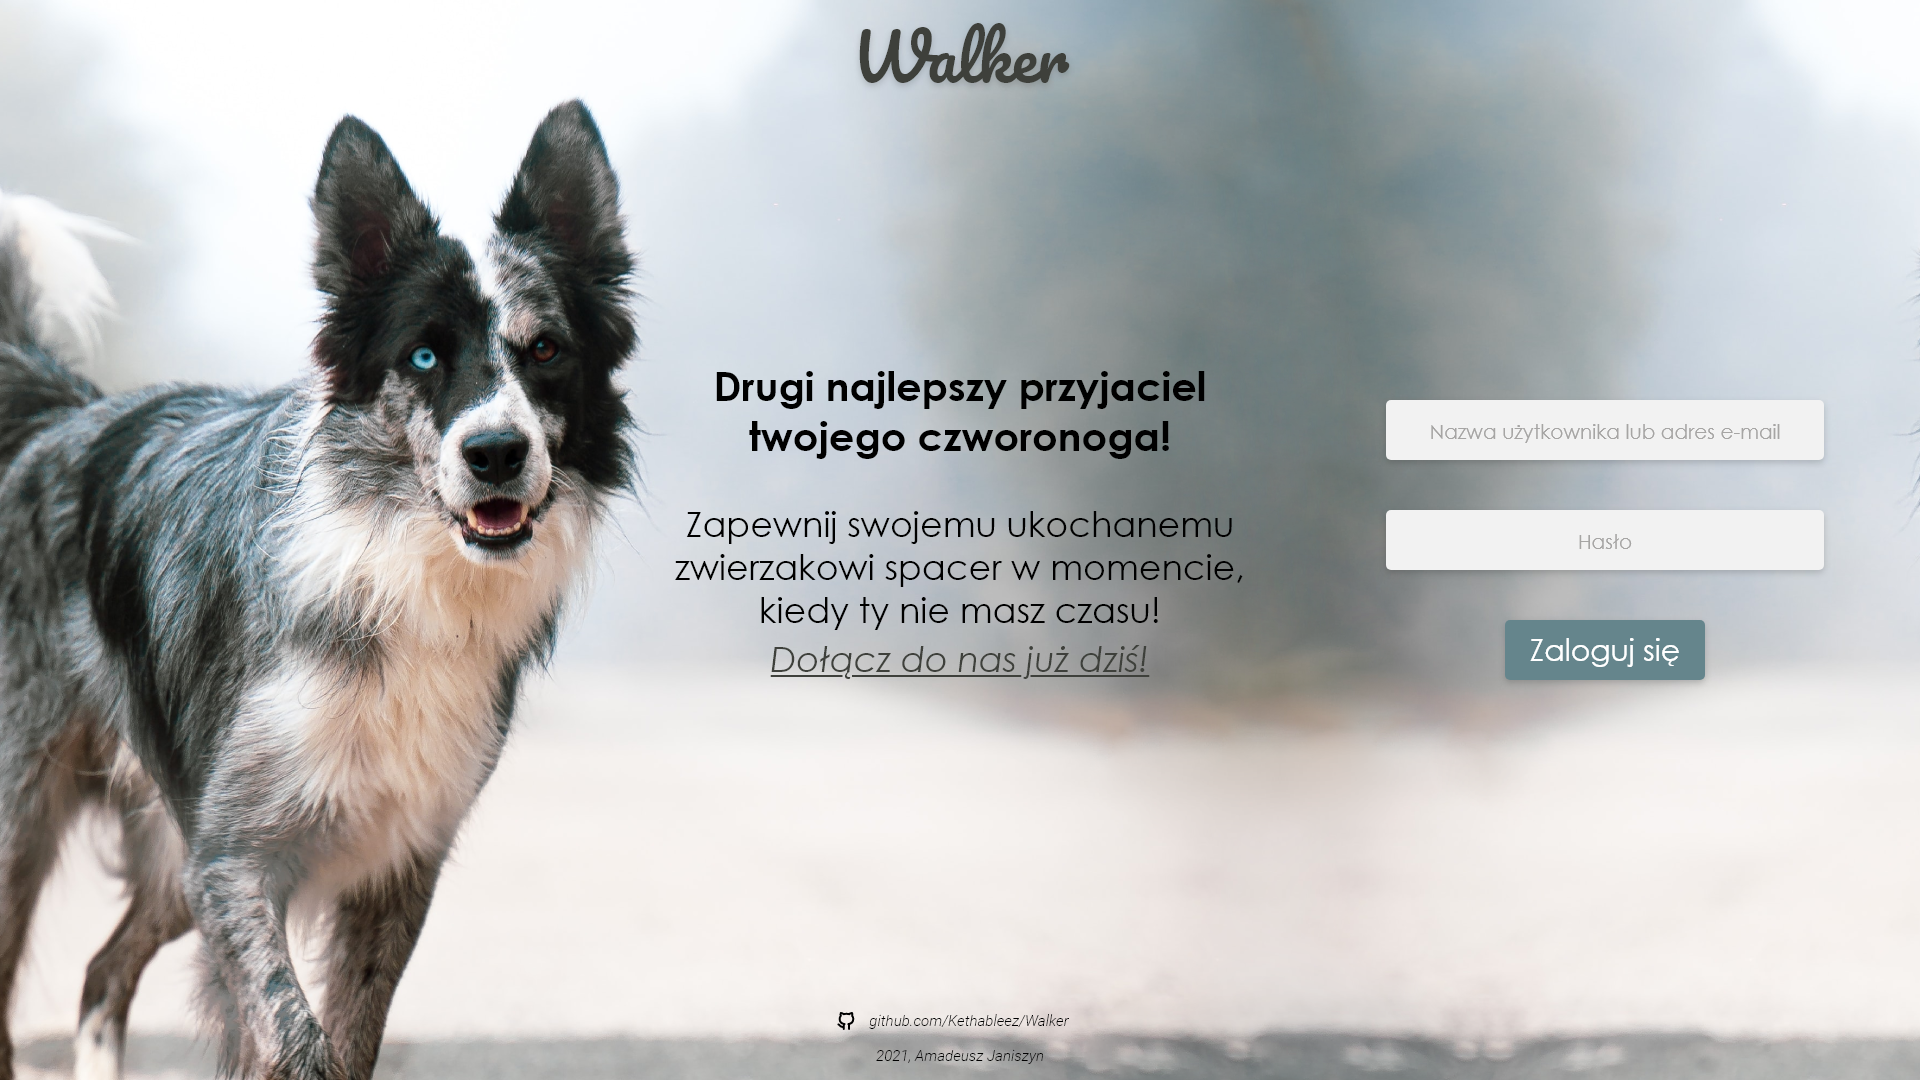 Walker
Drugi najlepszy przyjaciel
twojego czworonoga!
Zapewnij swojemu ukochanemu
zwierzakowi spacer w momencie,
kiedy ty nie masz czasu!
Dołącz do nas już dziś!
Nazwa użytkownika lub adres e-mail
Hasło
Zaloguj się
github.com/Kethableez/Walker
2021, Amadeusz Janiszyn